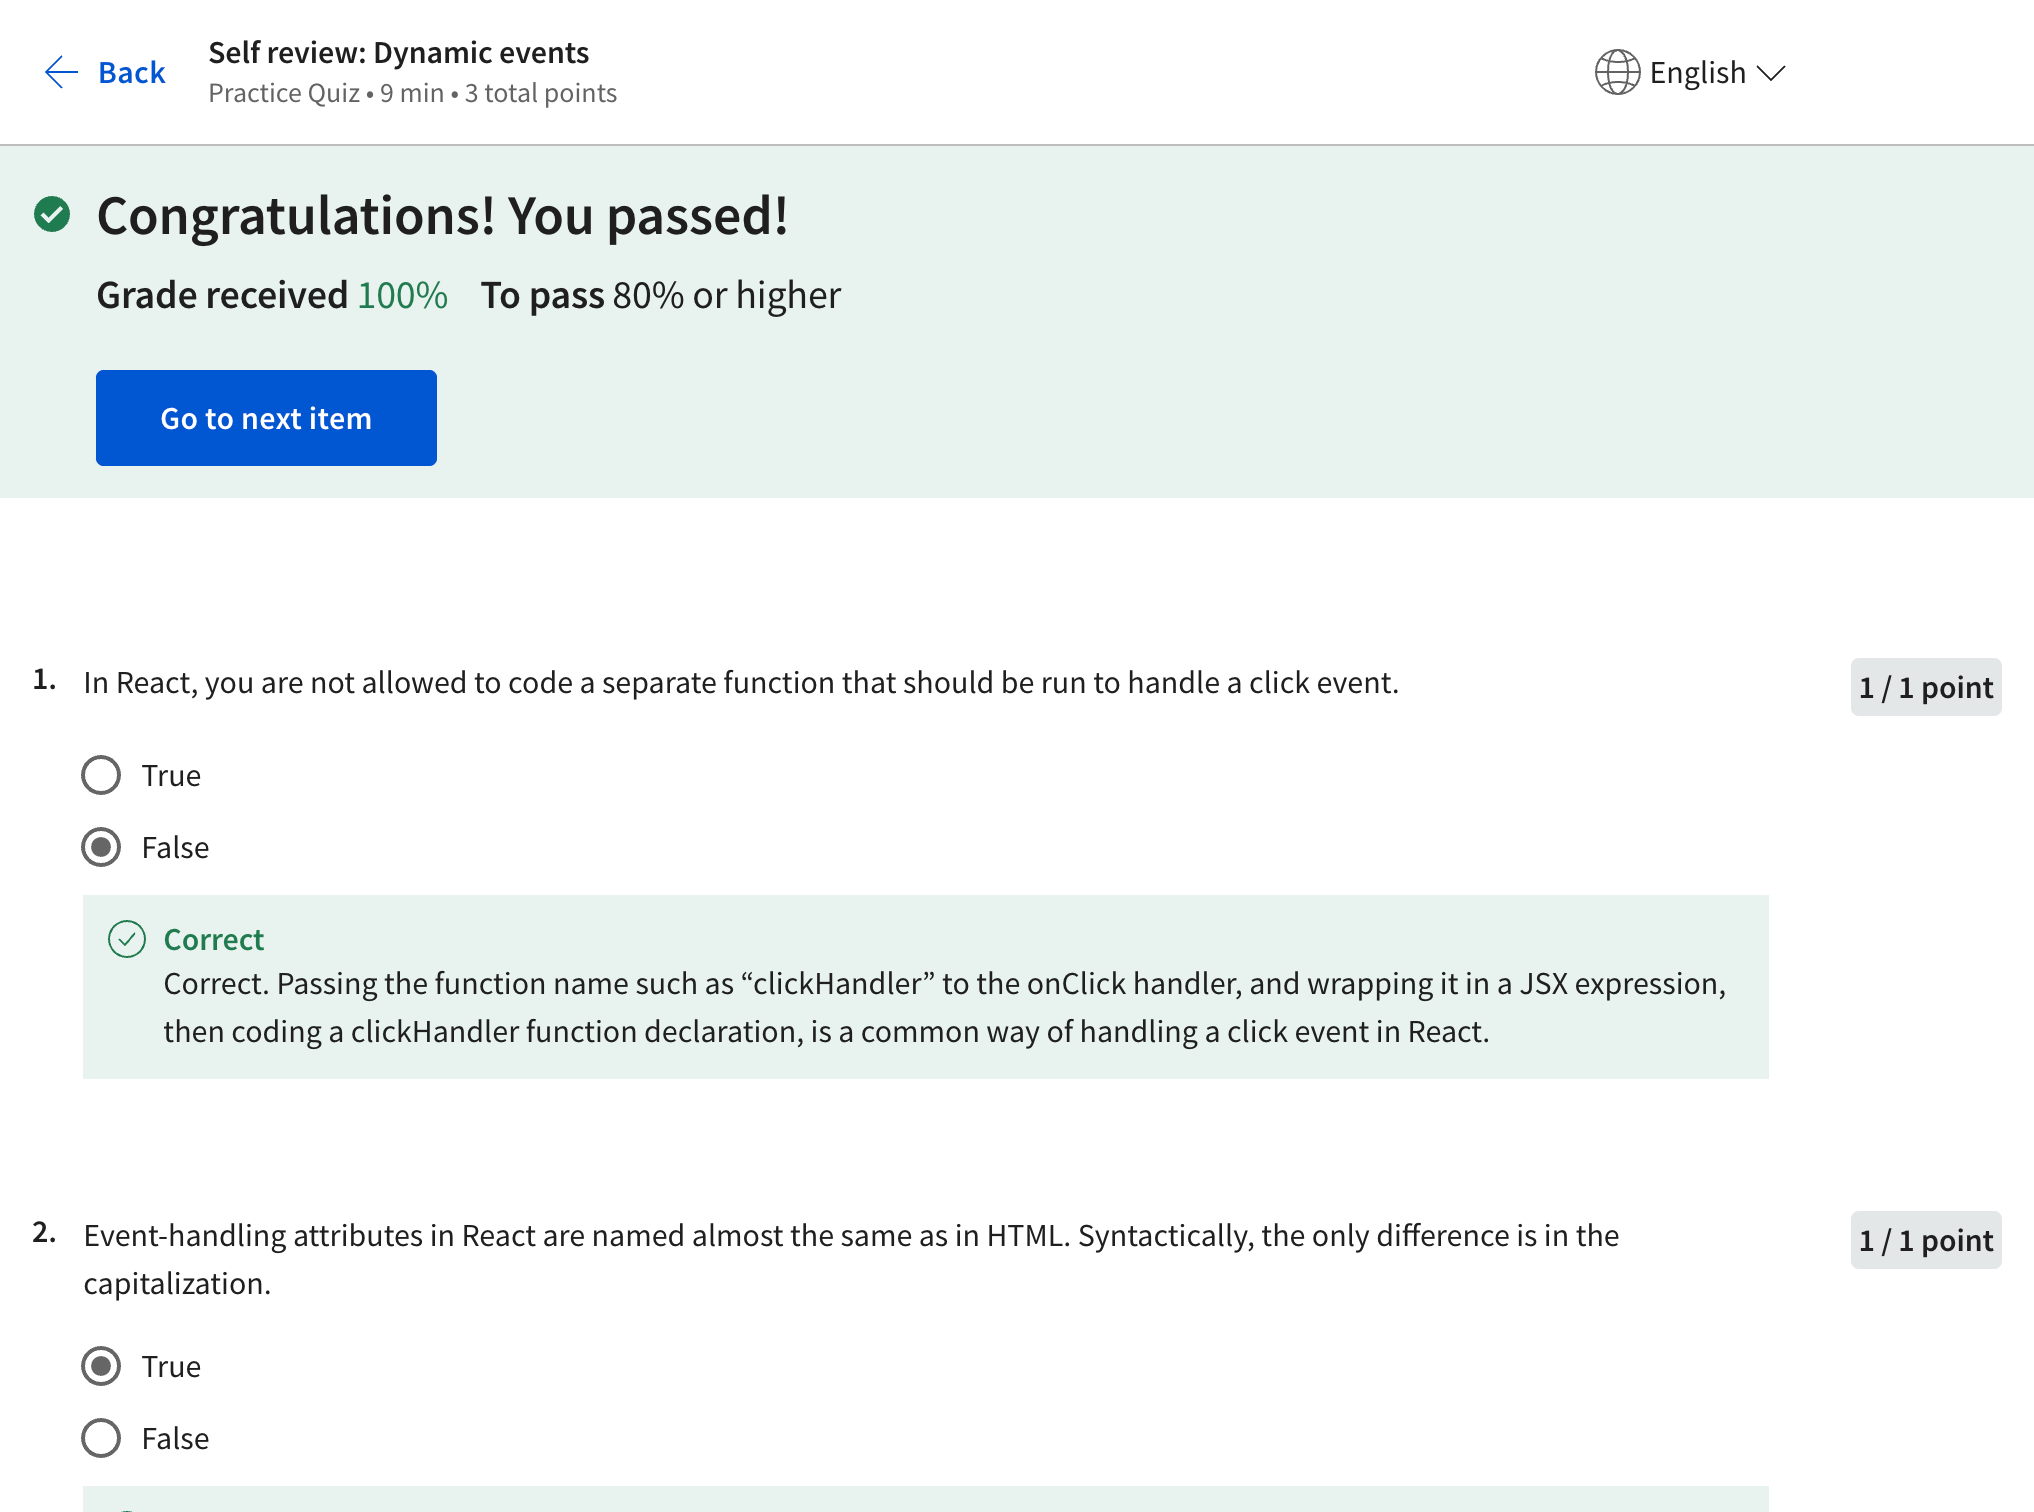 Back
Self review: Dynamic events
Practice Quiz • 9 min • 3 total points
English
Congratulations! You passed!
Grade received 100% To pass 80% or higher
Go to next item
1. In React, you are not allowed to code a separate function that should be run to handle a click event.
1 / 1 point
True
False
Correct
Correct. Passing the function name such as “clickHandler” to the onClick handler, and wrapping it in a JSX expression,
then coding a clickHandler function declaration, is a common way of handling a click event in React.
2. Event-handling attributes in React are named almost the same as in HTML. Syntactically, the only difference is in the
capitalization.
1 / 1 point
True
False